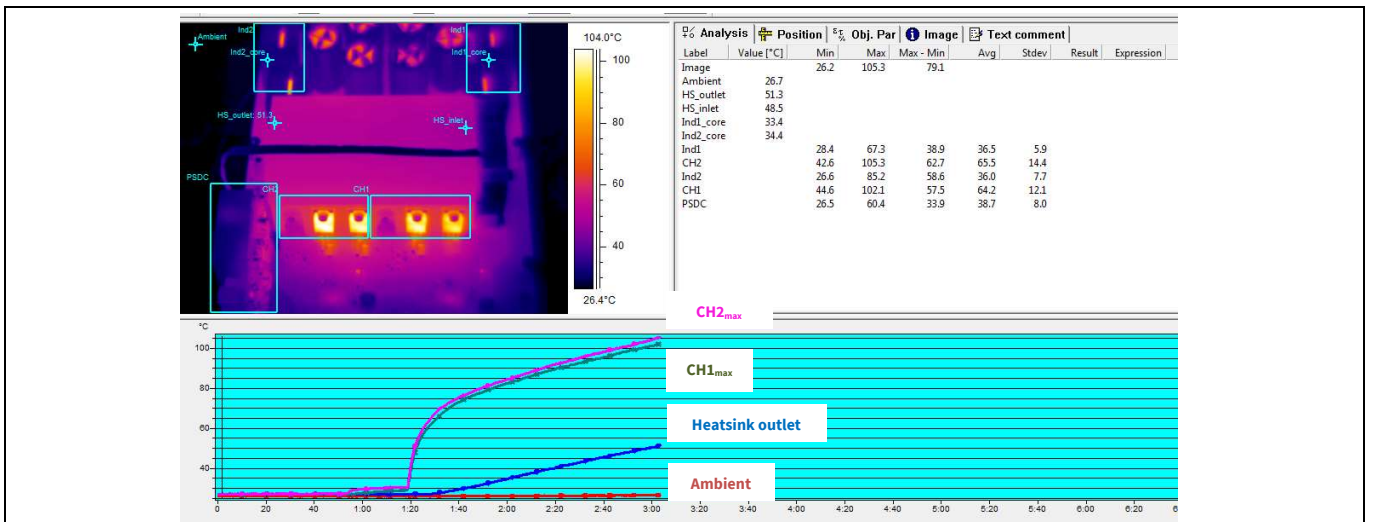 Analysis Position Obj. Par Image Text comment
Label Value [°C] Min Max Max - Min Avg Stdev Result Expression
Image 26.2 105.3 79.1
Ambient 26.7
HS_outlet 51.3
HS_inlet 48.5
Ind1_core 33.4
Ind2_core 34.4
Ind1 28.4 67.3 38.9 36.5 5.9
CH2 42.6 105.3 62.7 65.5 14.4
Ind2 26.6 85.2 58.6 36.0 7.7
CH1 44.6 102.1 57.5 64.2 12.1
PSDC 26.5 60.4 33.9 38.7 8.0
Ind2
Ind1
Ambient
Ind2_core
Ind1_core
HS_outlet: 51.3
HS_inlet
PSDC
CH2
CH1
104.0°C
100
80
60
40
26.4°C
°C
100
80
60
40
CH2max
CH1max
Heatsink outlet
Ambient
0 20 40 1:00 1:20 1:40 2:00 2:20 2:40 3:00 3:20 3:40 4:00 4:20 4:40 5:00 5:20 5:40 6:00 6:20 6